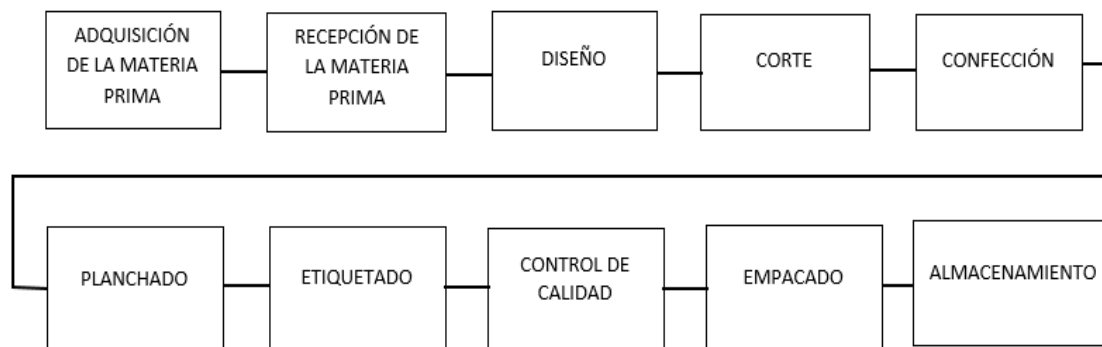 ADQUISICIÓN
DE LA MATERIA
PRIMA
RECEPCIÓN DE
LA MATERIA
PRIMA
DISEÑO
CORTE
CONFECCIÓN
PLANCHADO
ETIQUETADO
CONTROL DE
CALIDAD
EMPACADO
ALMACENAMIENTO